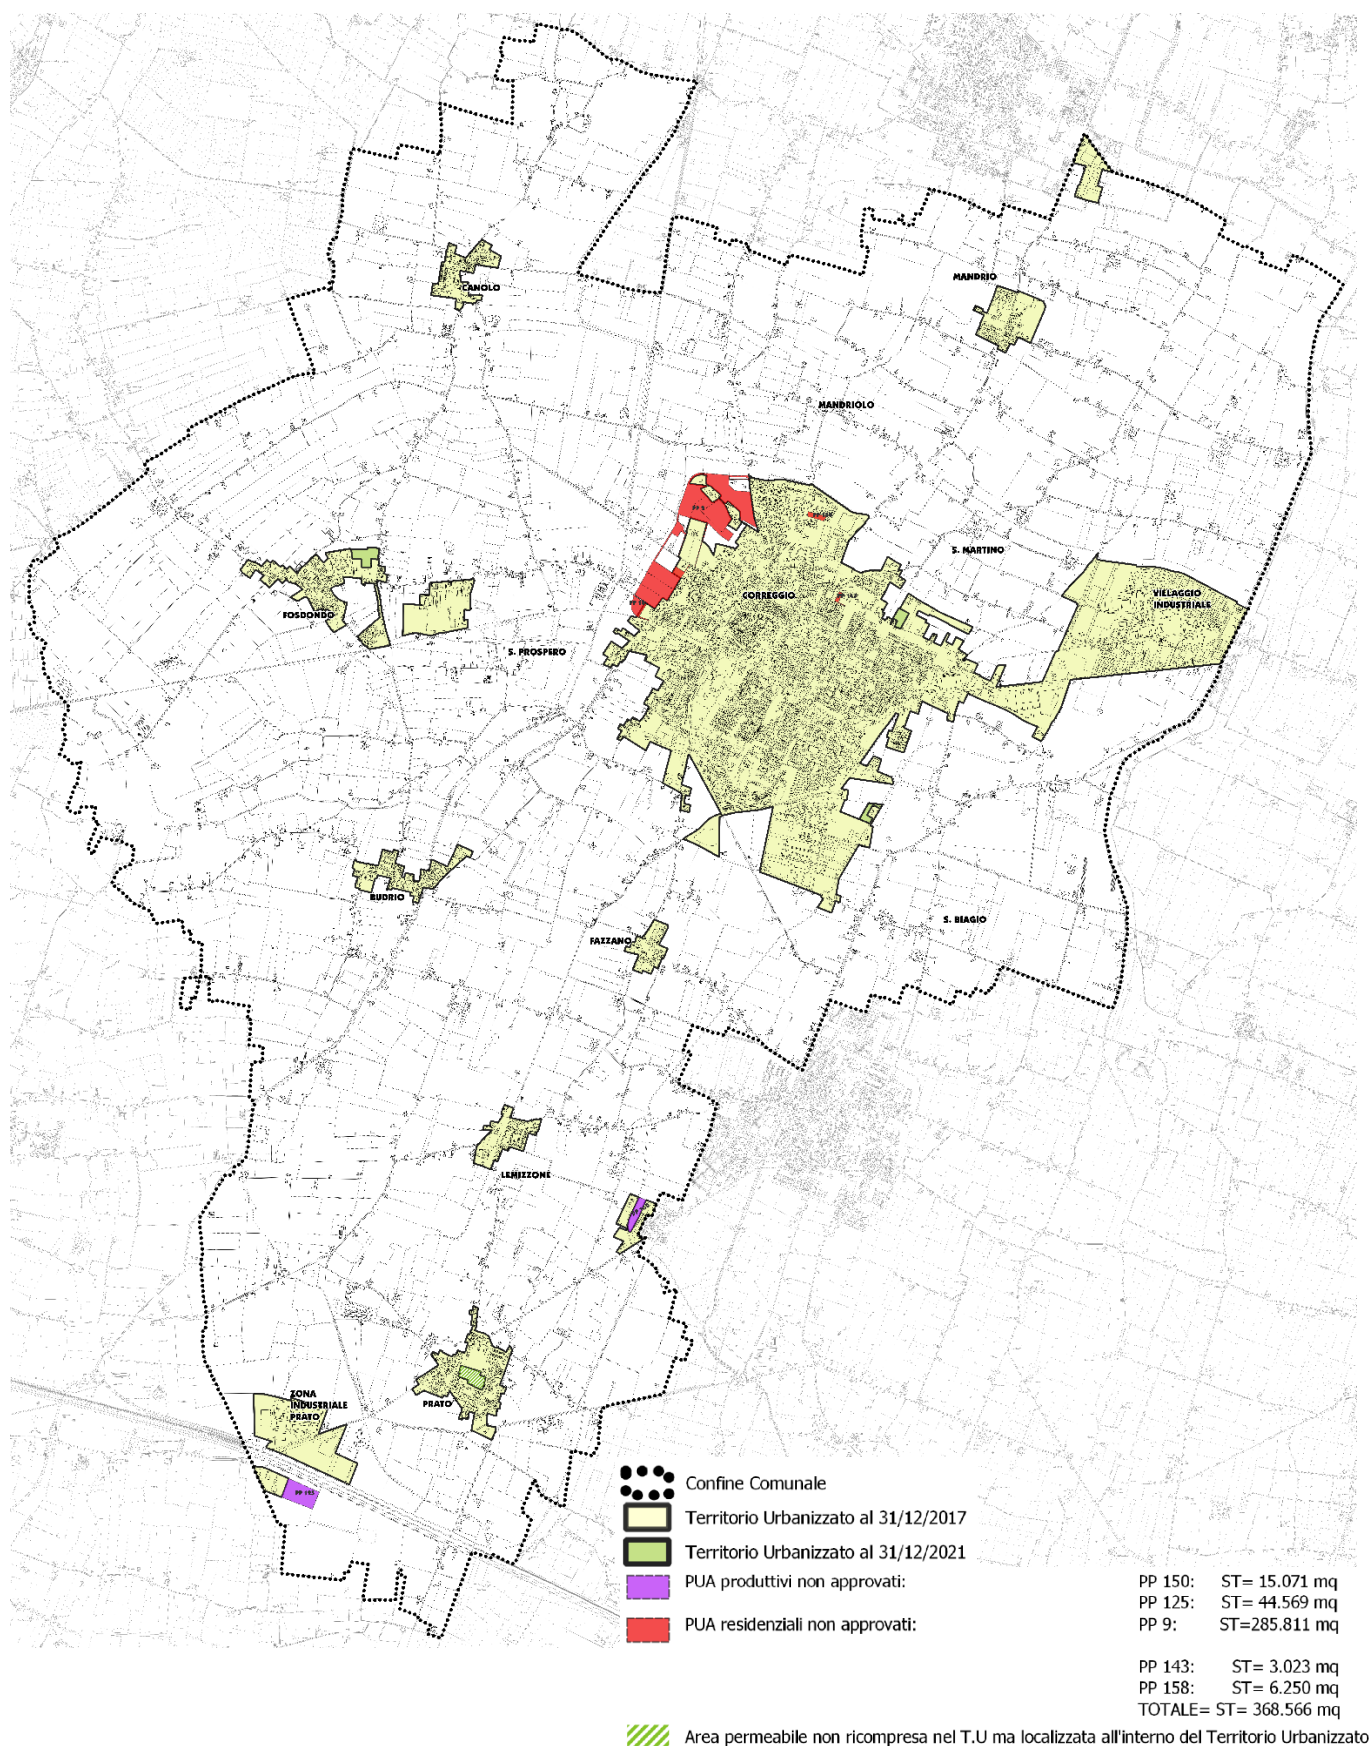 CANOLO
MANDRIO
MANDRIOLO
PP 9
S. MARTINO
VILLAGGIO
INDUSTRIALE
CORREGGIO
FOSDONDO
S. PROSPERO
BUDRIO
FAZZANO
S. BIAGIO
LEMIZZONE
ZONA
INDUSTRIALE
PRATO
PRATO
PP 125
Confine Comunale
Territorio Urbanizzato al 31/12/2017
Territorio Urbanizzato al 31/12/2021
PUA produttivi non approvati:
PP 150: ST= 15.071 mq
PP 125: ST= 44.569 mq
PUA residenziali non approvati:
PP 9: ST=285.811 mq
PP 143: ST= 3.023 mq
PP 158: ST= 6.250 mq
TOTALE= ST= 368.566 mq
Area permeabile non ricompresa nel T.U ma localizzata all'interno del Territorio Urbanizzato